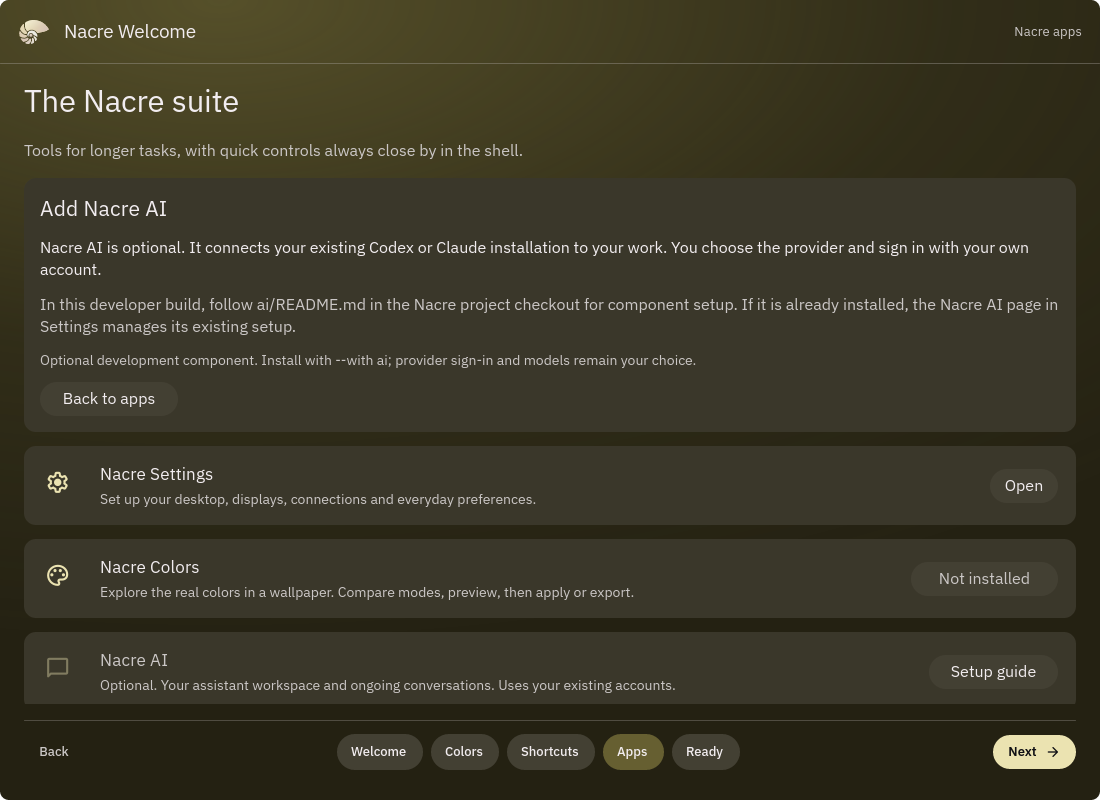 Nacre Welcome
Nacre apps
The Nacre suite
Tools for longer tasks, with quick controls always close by in the shell.
Add Nacre AI
Nacre AI is optional. It connects your existing Codex or Claude installation to your work. You choose the provider and sign in with your own
account.
In this developer build, follow ai/README.md in the Nacre project checkout for component setup. If it is already installed, the Nacre AI page in
Settings manages its existing setup.
Optional development component. Install with --with ai; provider sign-in and models remain your choice.
Back to apps
Nacre Settings
Set up your desktop, displays, connections and everyday preferences.
Open
Nacre Colors
Explore the real colors in a wallpaper. Compare modes, preview, then apply or export.
Not installed
Nacre AI
Optional. Your assistant workspace and ongoing conversations. Uses your existing accounts.
Setup guide
Back
Welcome
Colors
Shortcuts
Apps
Ready
Next